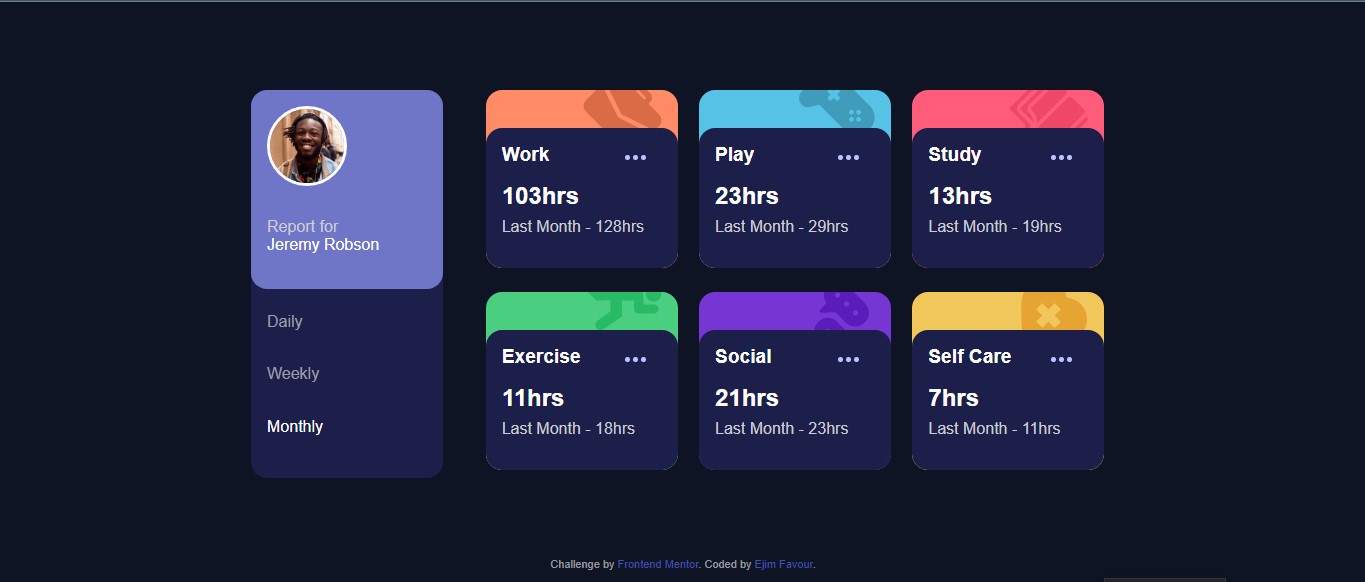 Report for
Jeremy Robson
Daily
Weekly
Monthly
Work
103hrs
Last Month - 128hrs
Play
23hrs
Last Month - 29hrs
Study
13hrs
Last Month - 19hrs
Exercise
11hrs
Last Month - 18hrs
Social
21hrs
Last Month - 23hrs
Self Care
7hrs
Last Month - 11hrs
Challenge by Frontend Mentor. Coded by Ejim Favour.